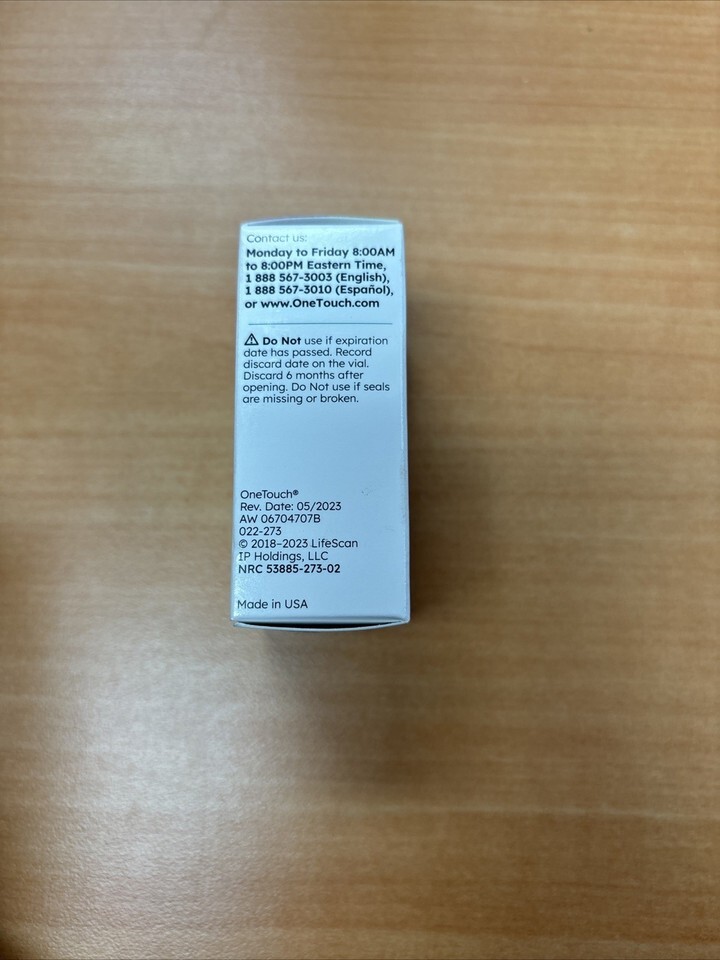 Contact us:
Monday to Friday 8:00AM
to 8:00PM Eastern Time,
1 888 567-3003 (English),
1 888 567-3010 (Español),
or www.OneTouch.com
⚠ Do Not use if expiration
date has passed. Record
discard date on the vial.
Discard 6 months after
opening. Do Not use if seals
are missing or broken.
OneTouch®
Rev. Date: 05/2023
AW 06704707B
022-273
© 2018–2023 LifeScan
IP Holdings, LLC
NRC 53885-273-02
Made in USA